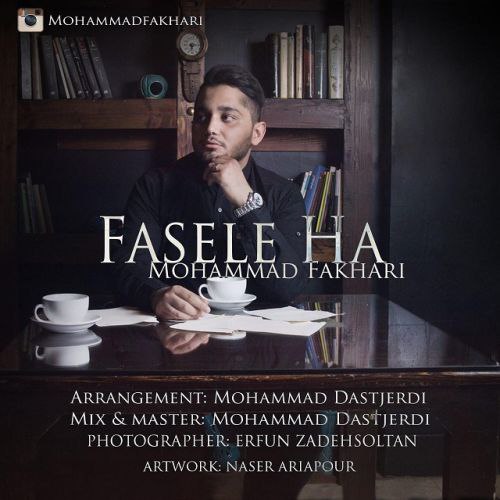 Mohammadfakhari
Fasele Ha
Mohammad Fakhari
Arrangement: Mohammad Dastjerdi
Mix & master: Mohammad Dastjerdi
photographer: erfun zadehsoltan
artwork: naser ariapour